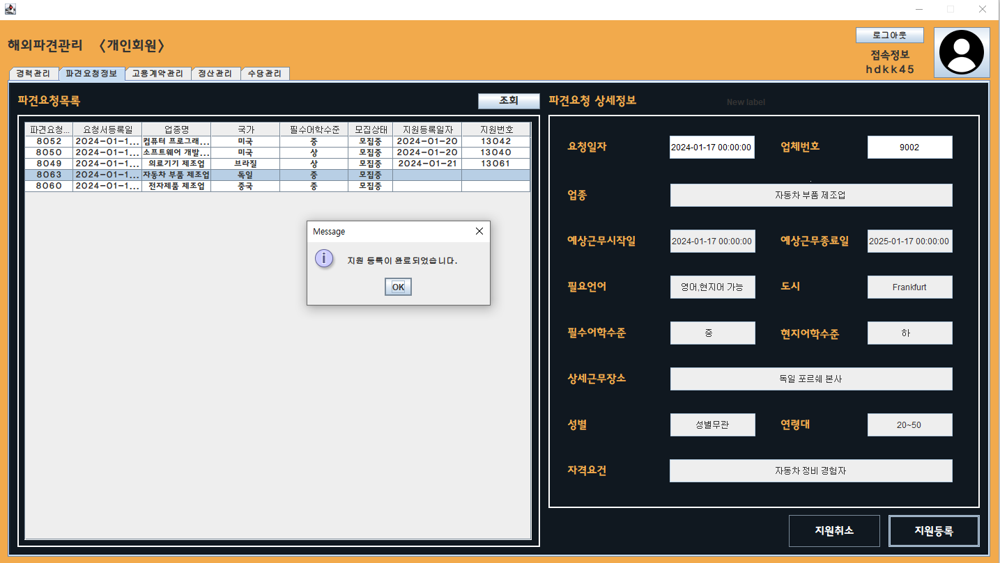 해외파견관리 〈개인회원〉
로그아웃
접속정보
hdkk45
경력관리 파견요청정보 고용계약관리 정산관리 수당관리
파견요청목록 조회
파견요청... 요청서등록일 업종명 국가 필수어학수준 모집상태 지원등록일자 지원번호
8052 2024-01-1... 컴퓨터 프로그래... 미국 중 모집중 2024-01-20 13042
8050 2024-01-1... 소프트웨어 개발... 미국 상 모집중 2024-01-20 13040
8049 2024-01-1... 의료기기 제조업 브라질 상 모집중 2024-01-21 13061
8063 2024-01-1... 자동차 부품 제조업 독일 중 모집중
8060 2024-01-1... 전자제품 제조업 중국 중 모집중
Message
지원 등록이 완료되었습니다.
OK
파견요청 상세정보 New label
요청일자 2024-01-17 00:00:00 업체번호 9002
업종 자동차 부품 제조업
예상근무시작일 2024-01-17 00:00:00 예상근무종료일 2025-01-17 00:00:00
필요언어 영어,현지어 가능 도시 Frankfurt
필수어학수준 중 현지어학수준 하
상세근무장소 독일 포르쉐 본사
성별 성별무관 연령대 20~50
자격요건 자동차 정비 경험자
지원취소 지원등록